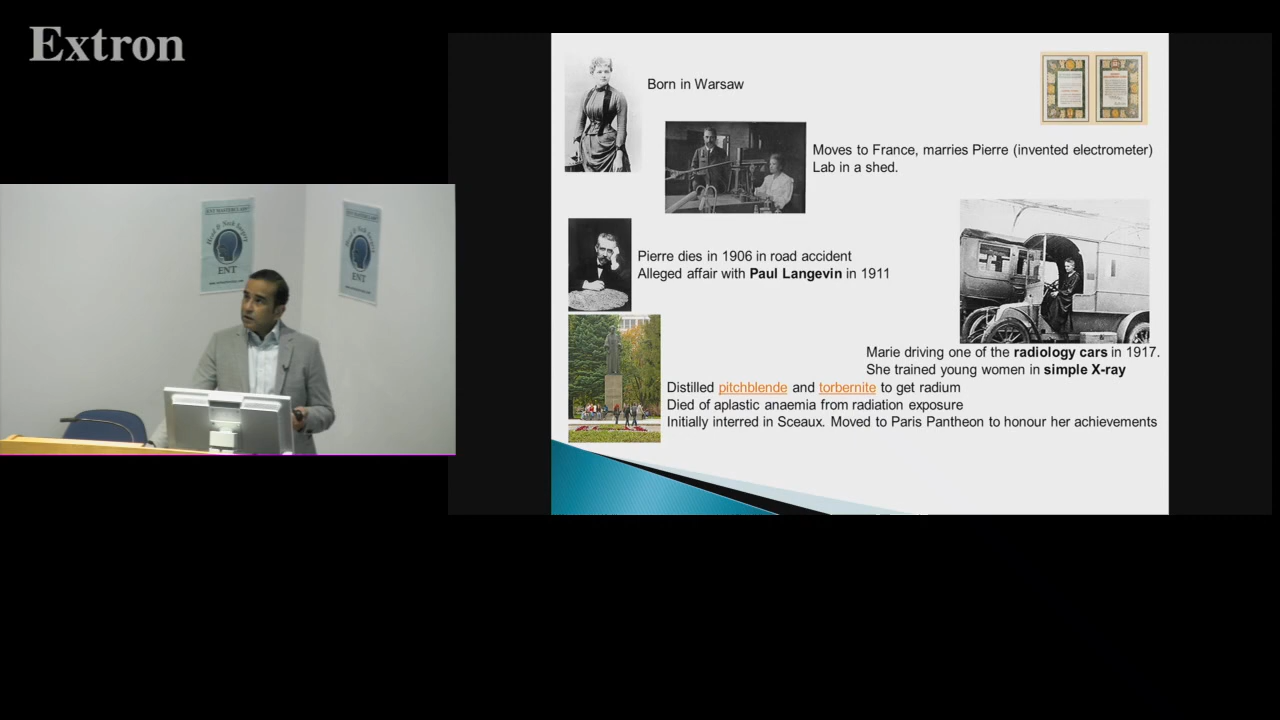 Extron
Born in Warsaw
Moves to France, marries Pierre (invented electrometer)
Lab in a shed.
Pierre dies in 1906 in road accident
Alleged affair with Paul Langevin in 1911
Marie driving one of the radiology cars in 1917.
She trained young women in simple X-ray
Distilled pitchblende and torbernite to get radium
Died of aplastic anaemia from radiation exposure
Initially interred in Sceaux. Moved to Paris Pantheon to honour her achievements
ENT MASTERCLASS
ENT
ENT